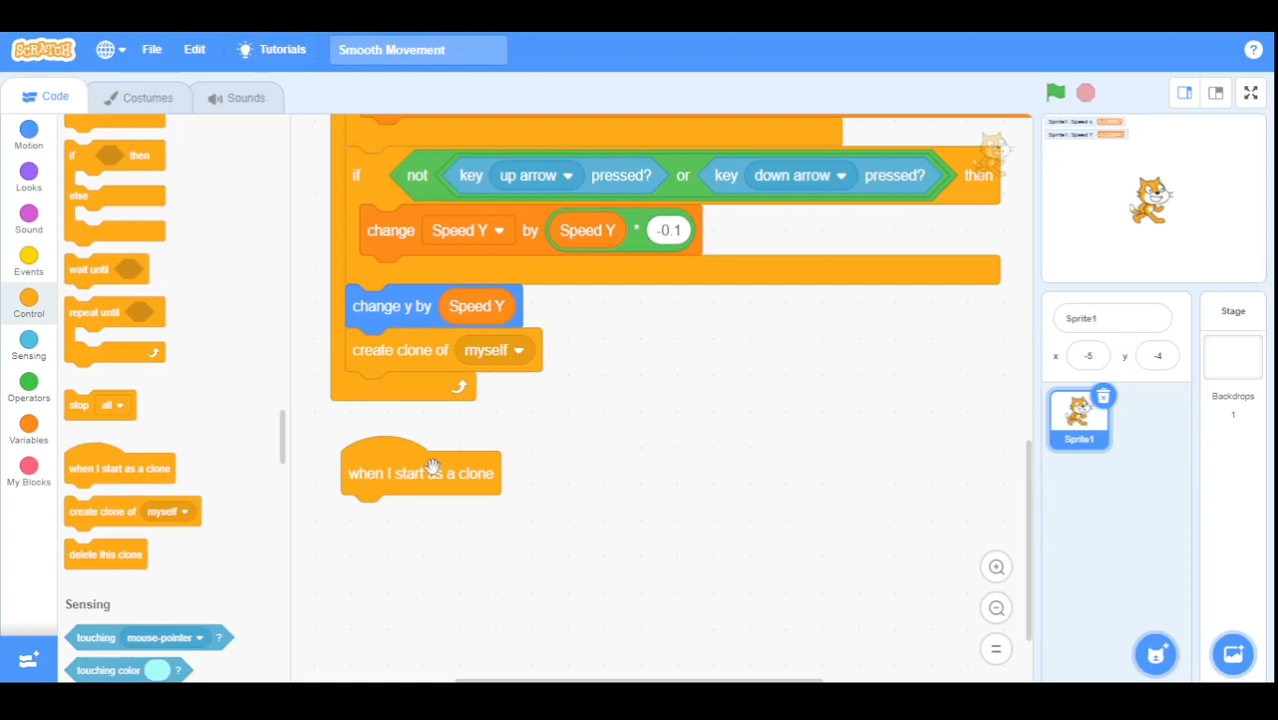 SCRATCH File Edit Tutorials Smooth Movement ?
Code Costumes Sounds
Motion
Looks
Sound
Events
Control
Sensing
Operators
Variables
My Blocks
if then
else
wait until
repeat until
stop all
when I start as a clone
create clone of myself
delete this clone
Sensing
touching mouse-pointer ?
touching color ?
if not key up arrow pressed? or key down arrow pressed? then
change Speed Y by Speed Y * -0.1
change y by Speed Y
create clone of myself
when I start as a clone
Sprite1: Speed x
Sprite1: Speed Y
Sprite1
x -5 y -4
Sprite1
Stage
Backdrops
1